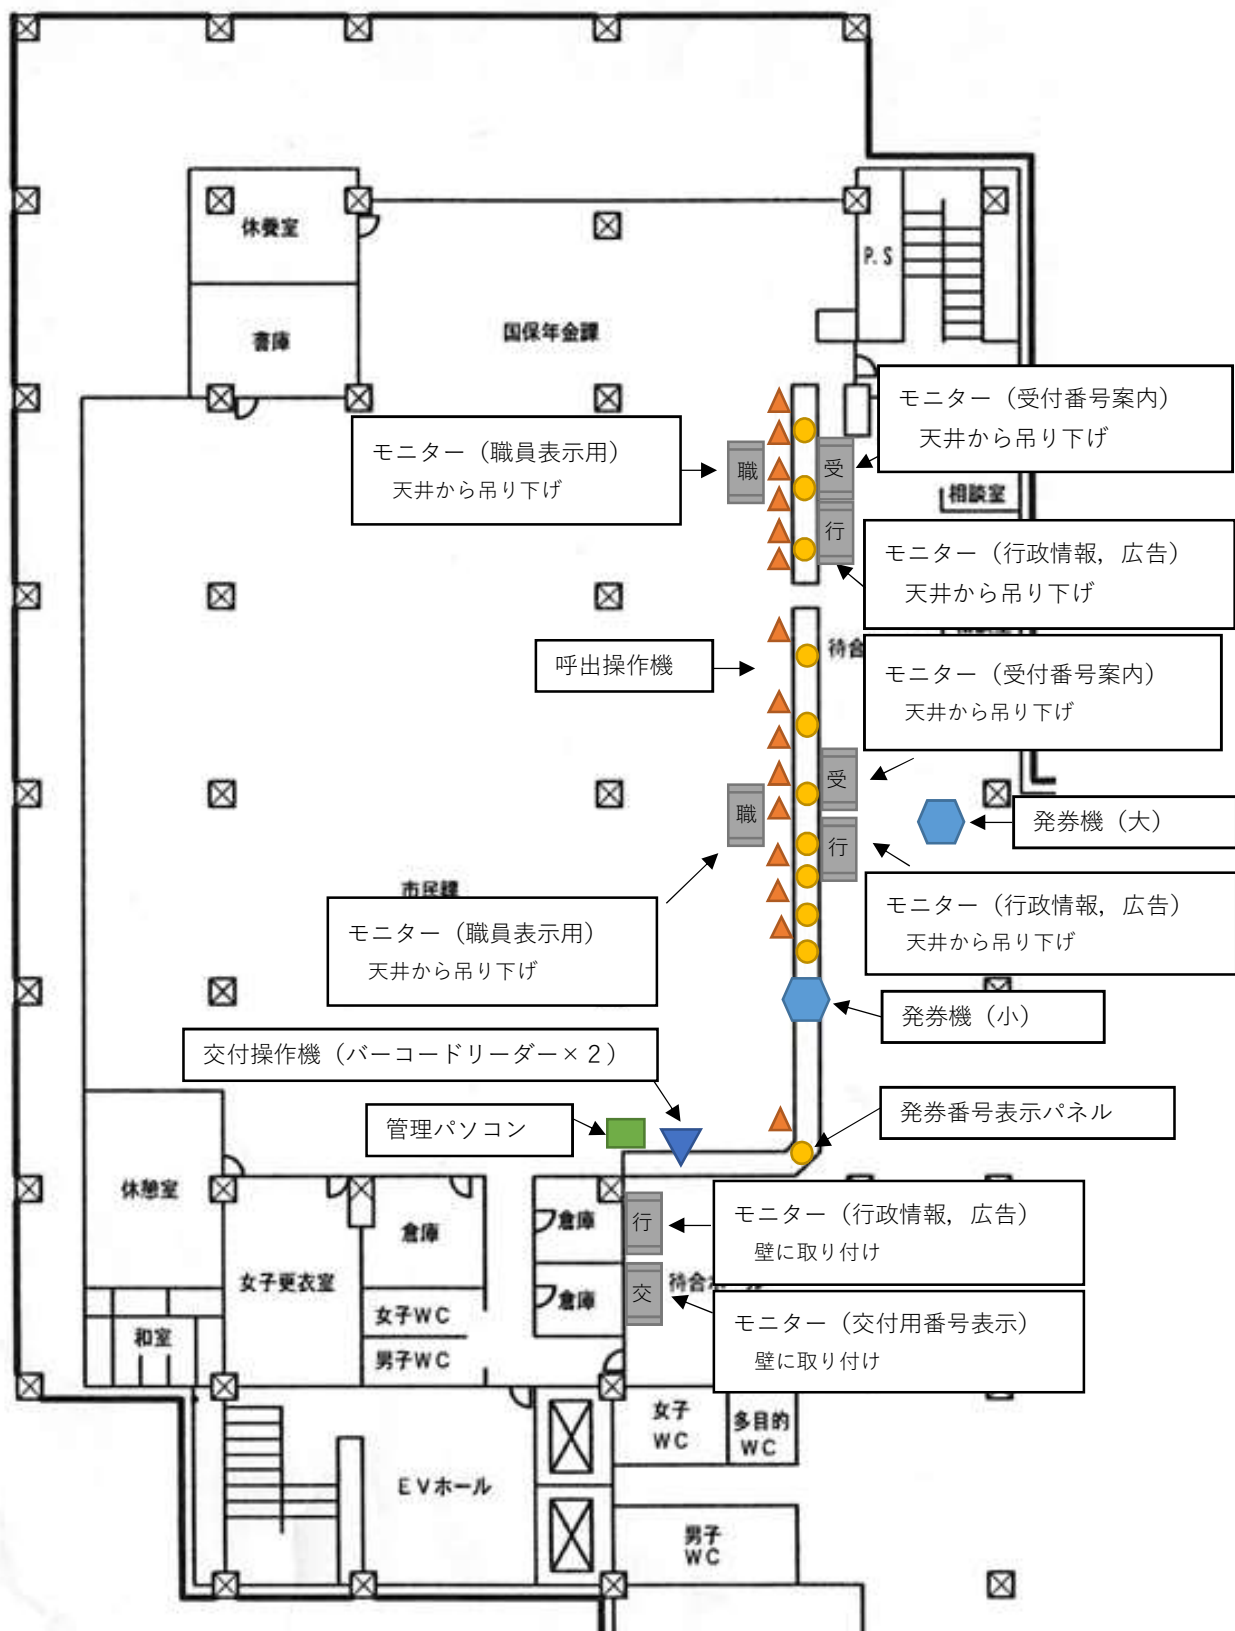 休養室
P.S
書庫
国保年金課
モニター（受付番号案内）
天井から吊り下げ
モニター（職員表示用）
天井から吊り下げ
職
受
行
相談室
モニター（行政情報，広告）
天井から吊り下げ
呼出操作機
待合
モニター（受付番号案内）
天井から吊り下げ
受
職
行
発券機（大）
市民課
モニター（職員表示用）
天井から吊り下げ
モニター（行政情報，広告）
天井から吊り下げ
発券機（小）
交付操作機（バーコードリーダー×２）
管理パソコン
発券番号表示パネル
休憩室
倉庫
倉庫
行
モニター（行政情報，広告）
壁に取り付け
女子更衣室
倉庫
交
待合ホール
女子WC
モニター（交付用番号表示）
壁に取り付け
和室
男子WC
女子
WC
多目的
WC
EVホール
男子
WC